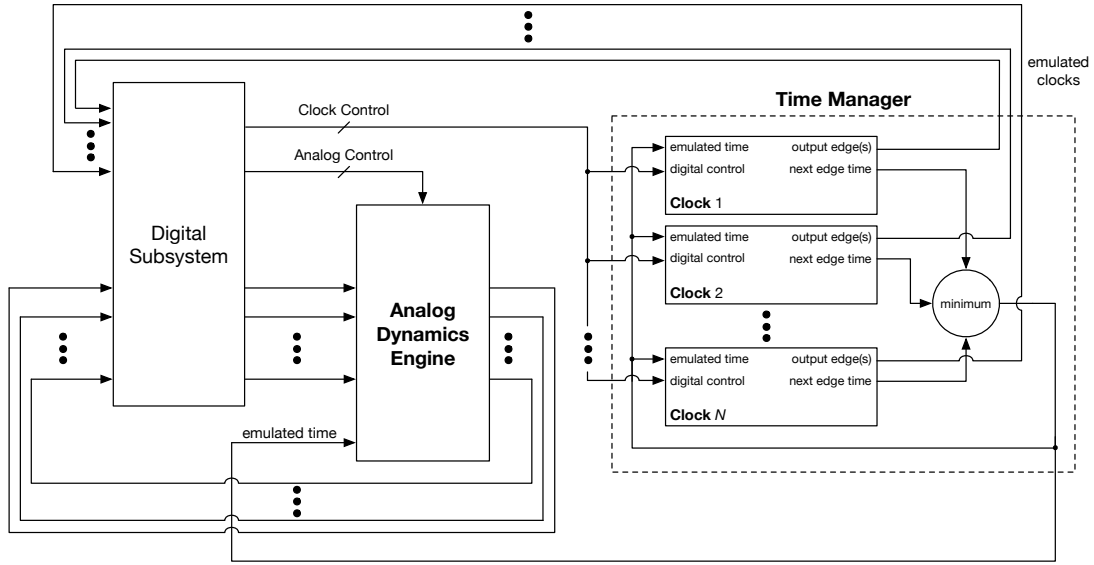 emulated
clocks
Time Manager
Clock Control
Analog Control
Digital
Subsystem
Analog
Dynamics
Engine
emulated time
emulated time output edge(s)
digital control next edge time
Clock 1
emulated time output edge(s)
digital control next edge time
Clock 2
minimum
emulated time output edge(s)
digital control next edge time
Clock N